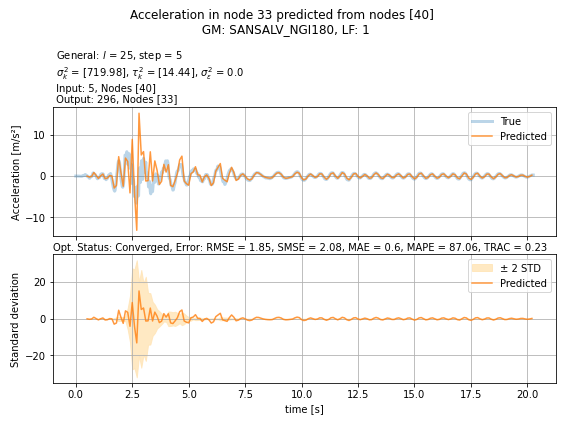 Acceleration in node 33 predicted from nodes [40]
GM: SANSALV_NGI180, LF: 1
General: l = 25, step = 5
σ²ₖ = [719.98], τ²ₖ = [14.44], σ²_ε = 0.0
Input: 5, Nodes [40]
Output: 296, Nodes [33]
Acceleration [m/s²]
10
0
−10
True
Predicted
Opt. Status: Converged, Error: RMSE = 1.85, SMSE = 2.08, MAE = 0.6, MAPE = 87.06, TRAC = 0.23
Standard deviation
20
0
−20
± 2 STD
Predicted
0.0 2.5 5.0 7.5 10.0 12.5 15.0 17.5 20.0
time [s]